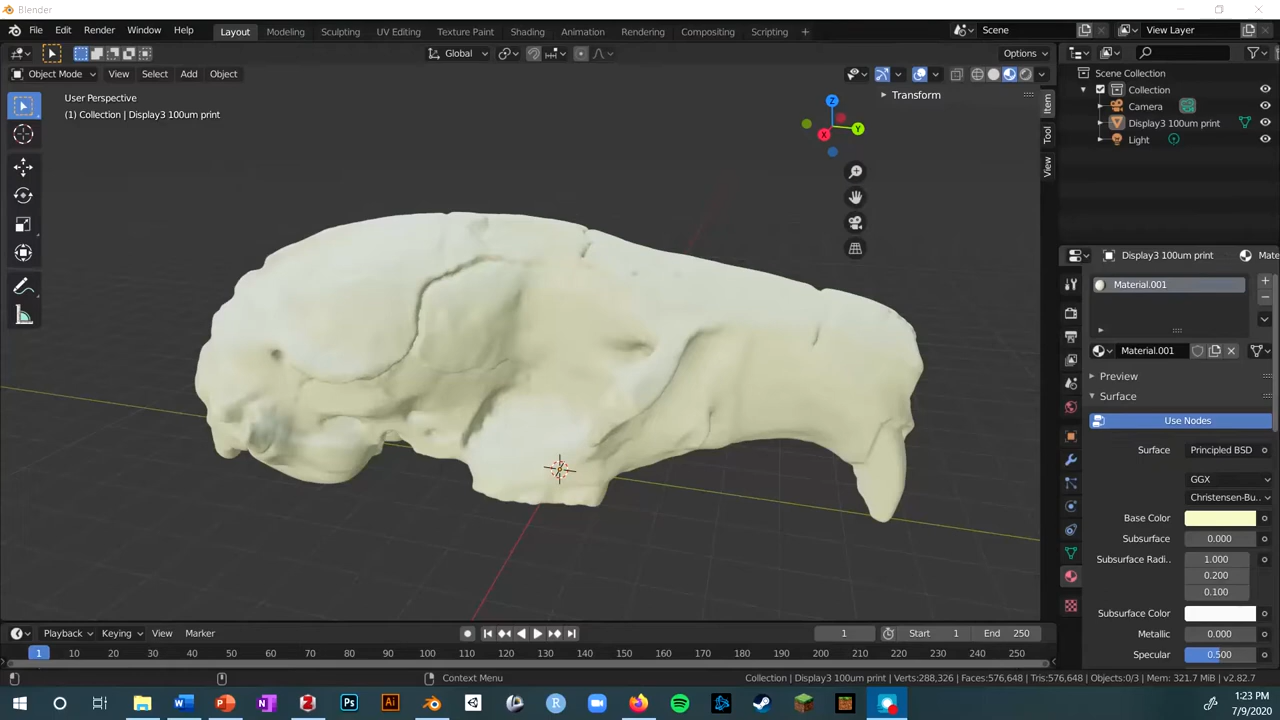 Blender
File Edit Render Window Help Layout Modeling Sculpting UV Editing Texture Paint Shading Animation Rendering Compositing Scripting + Scene View Layer
Global Options
Object Mode View Select Add Object
User Perspective
(1) Collection | Display3 100um print
Transform
Item
Tool
View
Z
Y
X
Scene Collection
Collection
Camera
Display3 100um print
Light
Display3 100um print Mate
Material.001
Material.001
Preview
Surface
Use Nodes
Surface Principled BSD
GGX
Christensen-Bu..
Base Color
Subsurface 0.000
Subsurface Radi.. 1.000
0.200
0.100
Subsurface Color
Metallic 0.000
Specular 0.500
Playback Keying View Marker 1 Start 1 End 250
1 10 20 30 40 50 60 70 80 90 100 110 120 130 140 150 160 170 180 190 200 210 220 230 240 250
Context Menu Collection | Display3 100um print | Verts:288,326 | Faces:576,648 | Tris:576,648 | Objects:0/3 | Mem: 321.7 MiB | v2.82.7
1:23 PM
7/9/2020